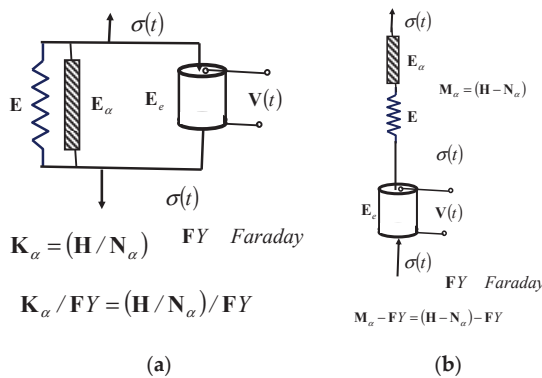 σ(t)
E
E_α
E_e
V(t)
σ(t)
K_α = (H / N_α)
FY Faraday
K_α / FY = (H / N_α) / FY
(a)
σ(t)
E_α
M_α = (H − N_α)
E
σ(t)
E_e
V(t)
σ(t)
FY Faraday
M_α − FY = (H − N_α) − FY
(b)